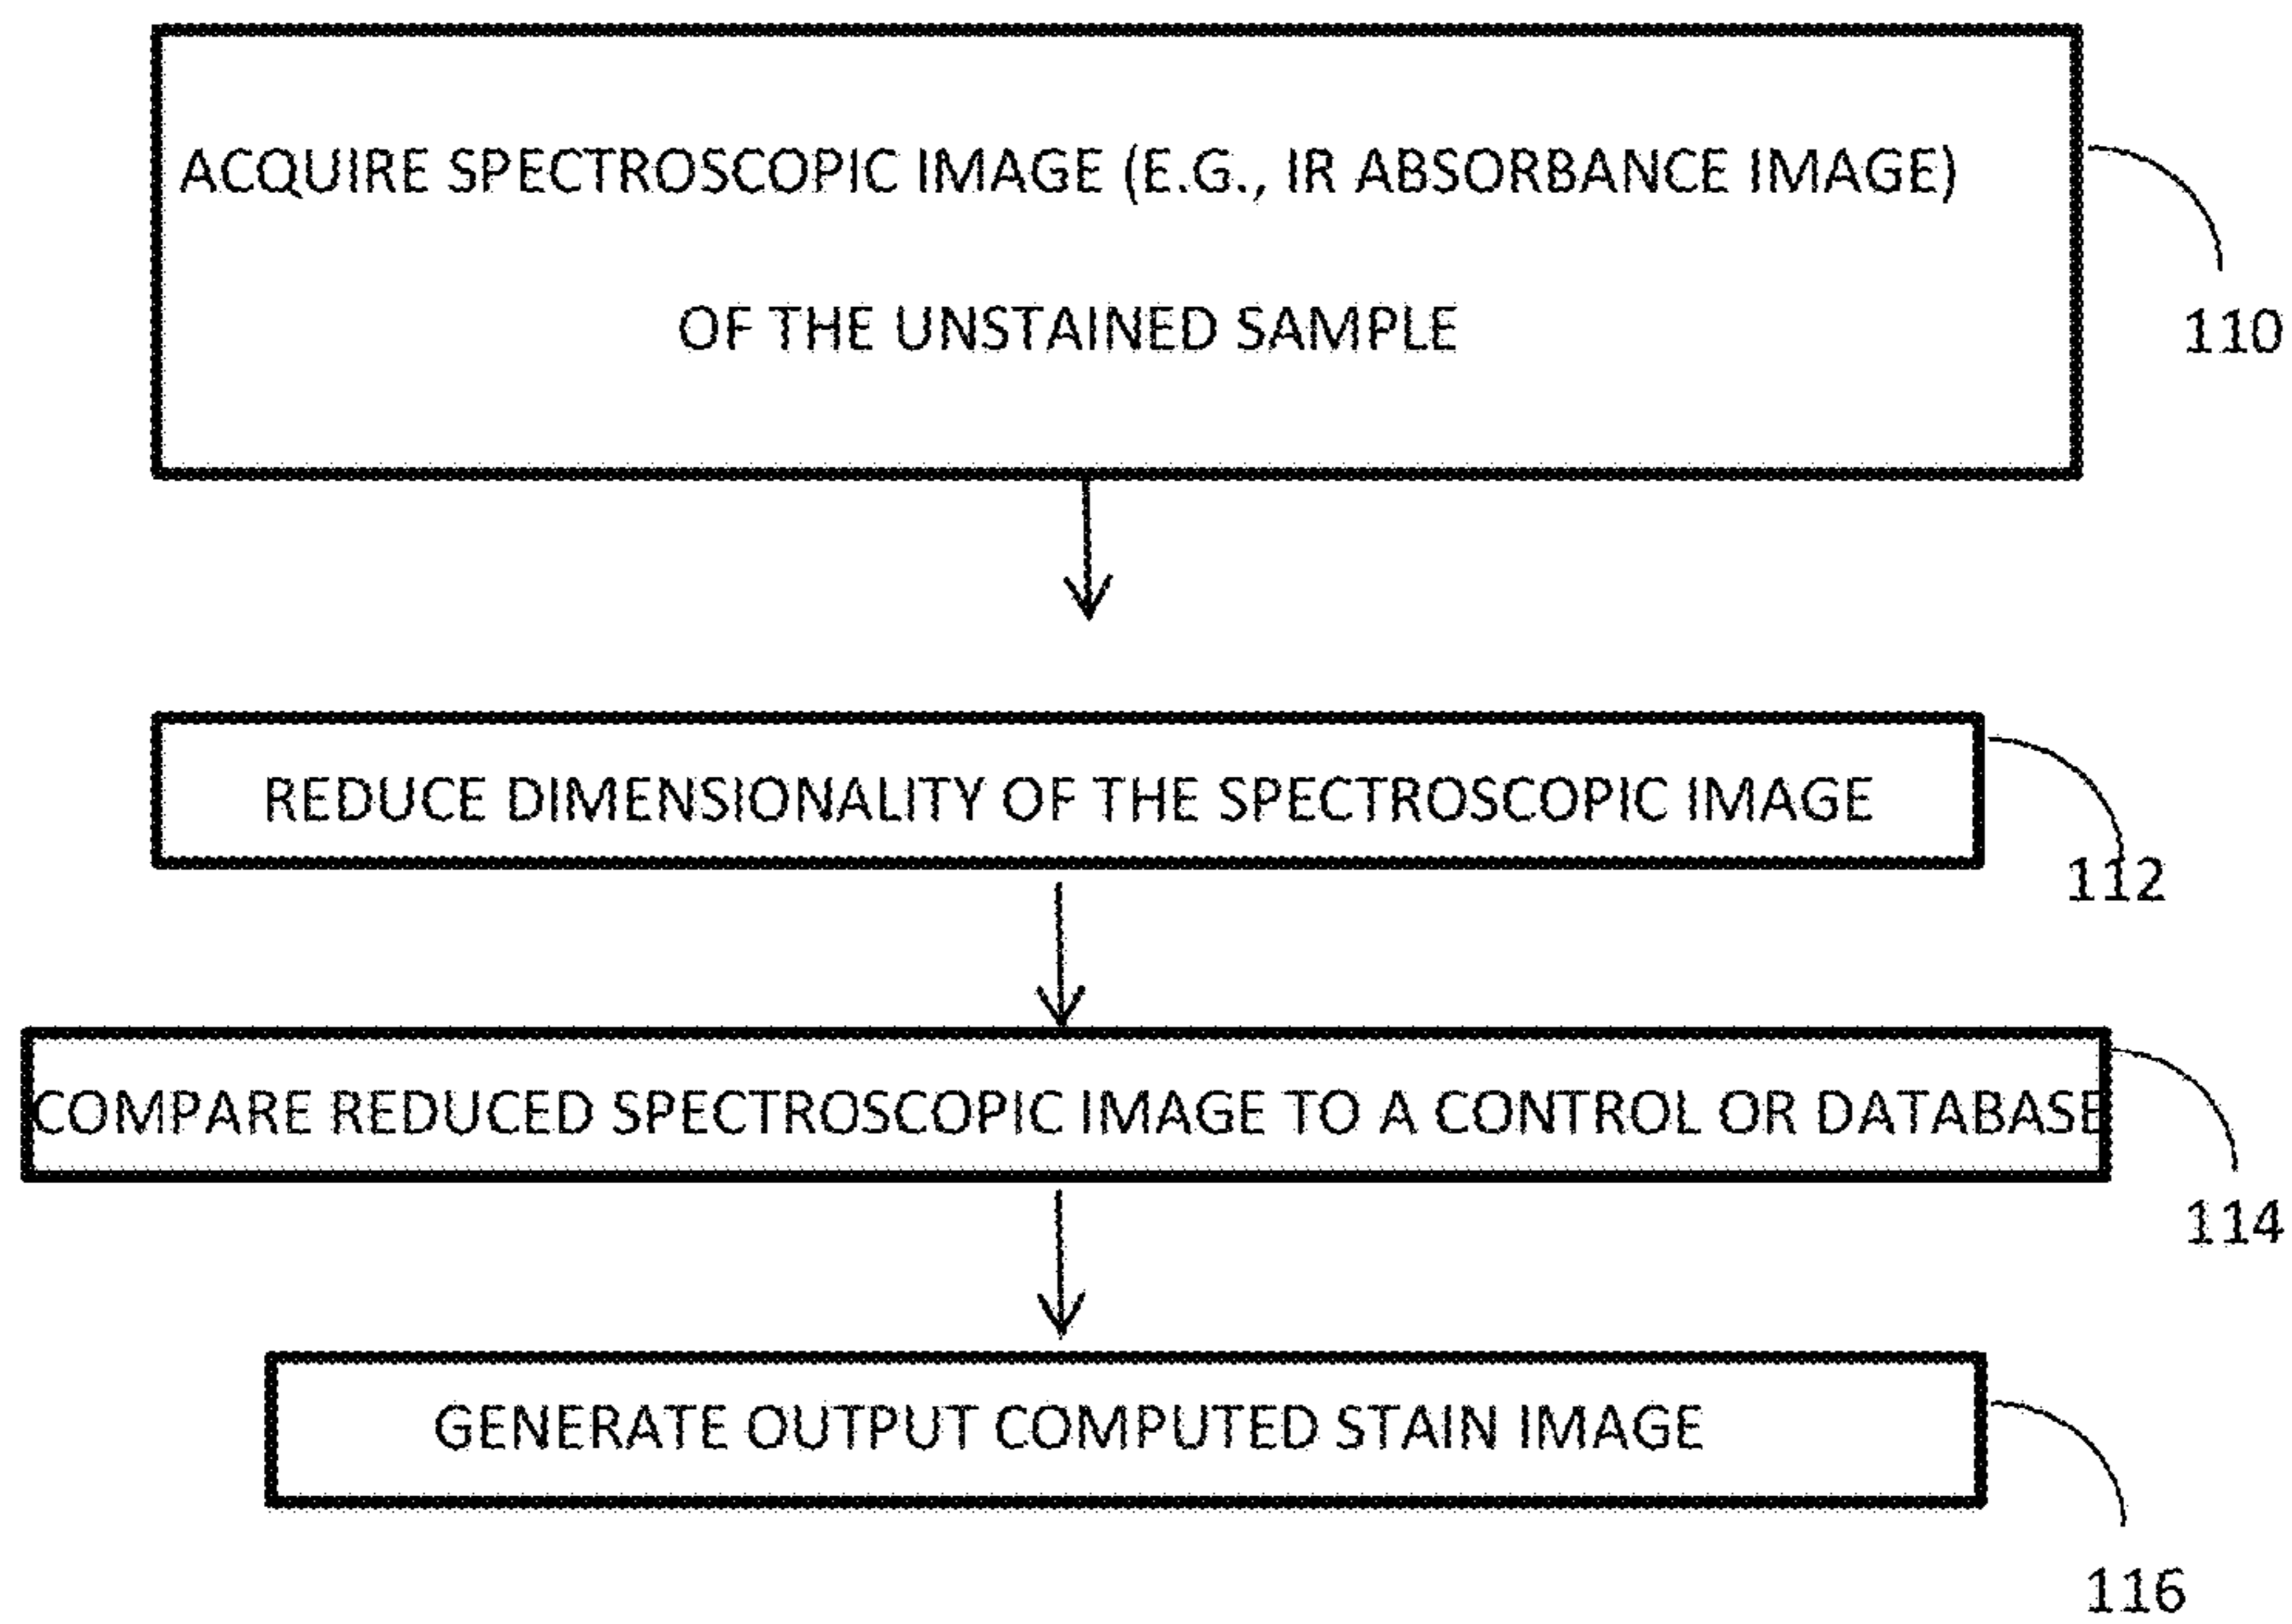 ACQUIRE SPECTROSCOPIC IMAGE (E.G., IR ABSORBANCE IMAGE)
OF THE UNSTAINED SAMPLE
110
REDUCE DIMENSIONALITY OF THE SPECTROSCOPIC IMAGE
112
COMPARE REDUCED SPECTROSCOPIC IMAGE TO A CONTROL OR DATABASE
114
GENERATE OUTPUT COMPUTED STAIN IMAGE
116